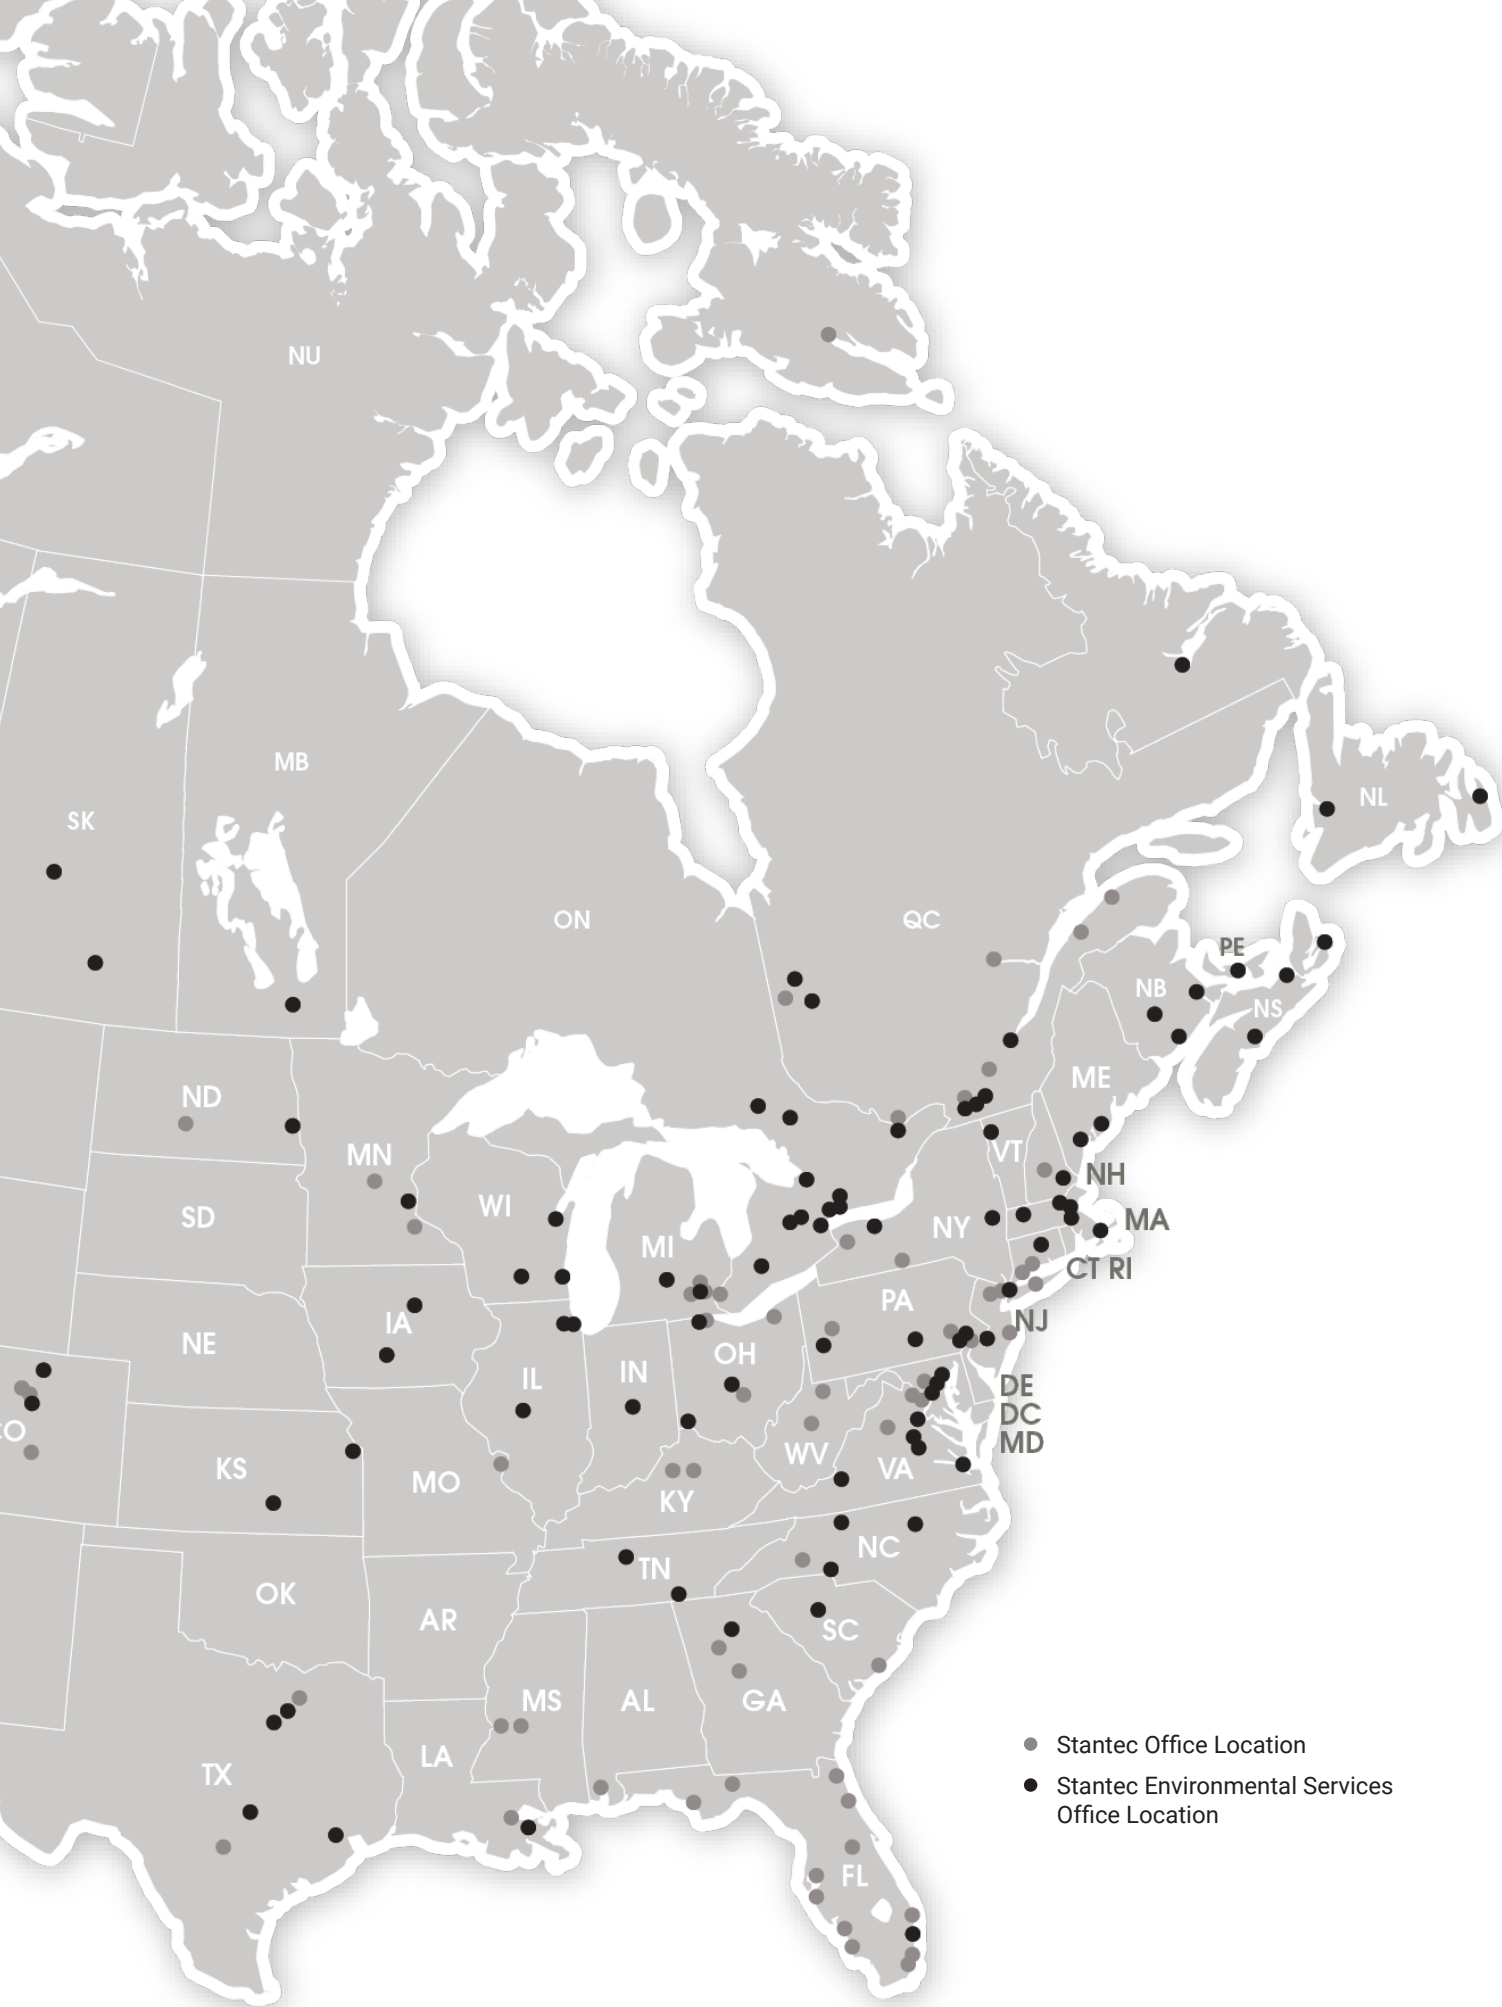 NU
MB
NL
SK
ON
QC
PE
NB
NS
ME
ND
MN
VT
NH
WI
SD
NY
MA
MI
CT RI
PA
NJ
IA
NE
OH
IN
IL
DE
DC
MD
CO
WV
KS
VA
MO
KY
NC
TN
OK
AR
SC
MS
AL
GA
LA
TX
FL
Stantec Office Location
Stantec Environmental Services
Office Location